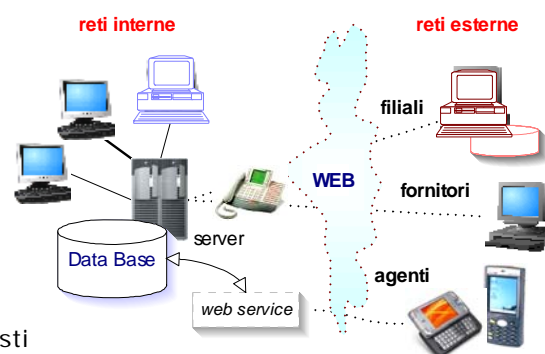 reti interne
reti esterne
filiali
WEB
fornitori
server
Data Base
agenti
web service
sti